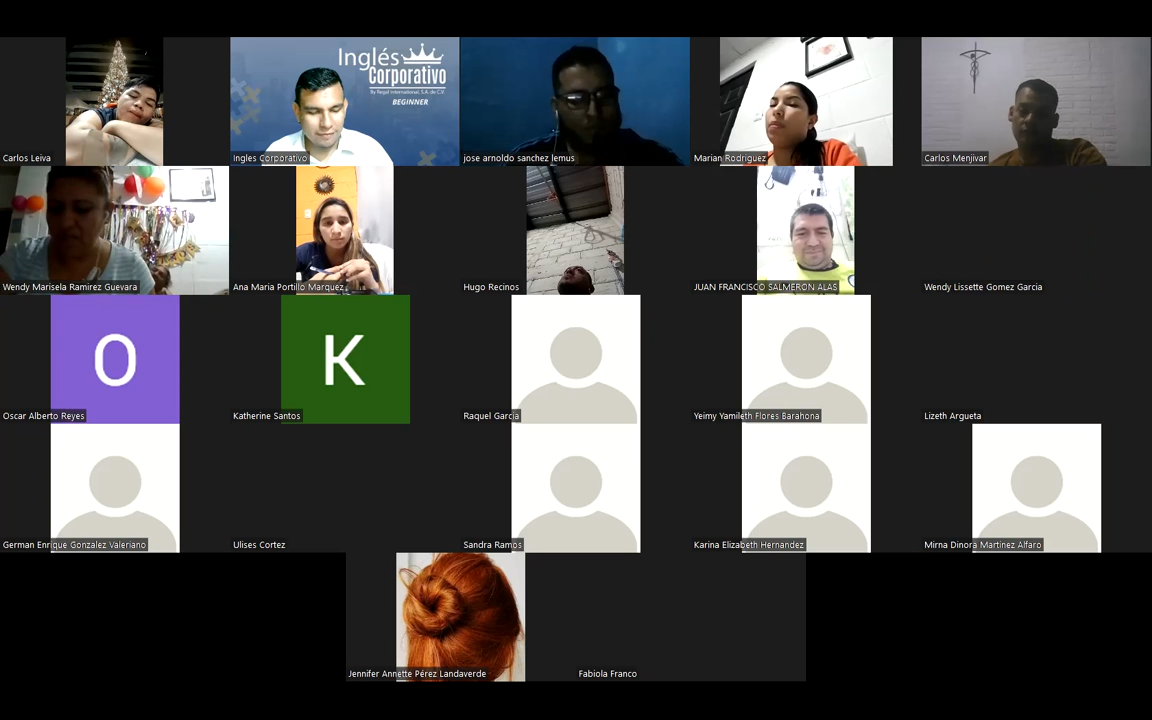 Inglés
Corporativo
By Regal International, S.A. de C.V.
BEGINNER
Carlos Leiva
Ingles Corporativo
jose arnoldo sanchez lemus
Marian Rodriguez
Carlos Menjivar
Wendy Marisela Ramirez Guevara
Ana Maria Portillo Marquez
Hugo Recinos
JUAN FRANCISCO SALMERON ALAS
Wendy Lissette Gomez Garcia
O
K
Oscar Alberto Reyes
Katherine Santos
Raquel Garcia
Yeimy Yamileth Flores Barahona
Lizeth Argueta
German Enrique Gonzalez Valeriano
Ulises Cortez
Sandra Ramos
Karina Elizabeth Hernandez
Mirna Dinora Martinez Alfaro
Jennifer Annette Pérez Landaverde
Fabiola Franco